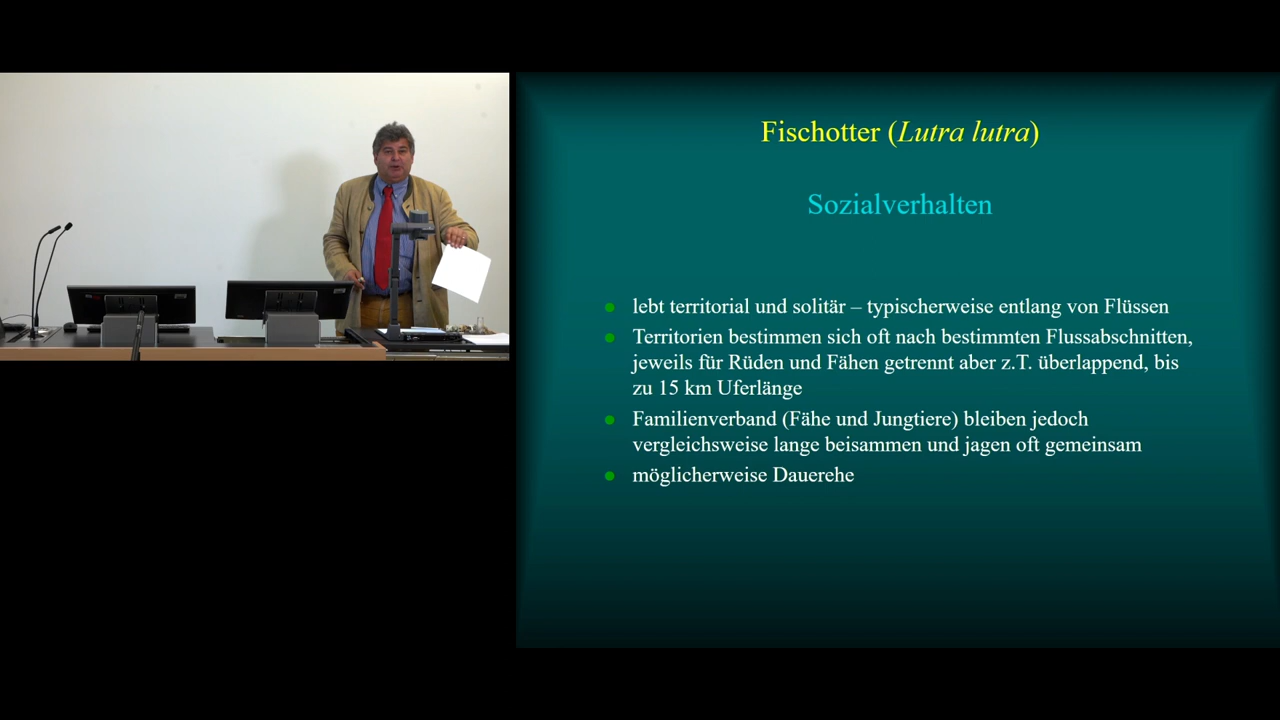 Fischotter (Lutra lutra)
Sozialverhalten
lebt territorial und solitär – typischerweise entlang von Flüssen
Territorien bestimmen sich oft nach bestimmten Flussabschnitten,
jeweils für Rüden und Fähen getrennt aber z.T. überlappend, bis
zu 15 km Uferlänge
Familienverband (Fähe und Jungtiere) bleiben jedoch
vergleichsweise lange beisammen und jagen oft gemeinsam
möglicherweise Dauerehe